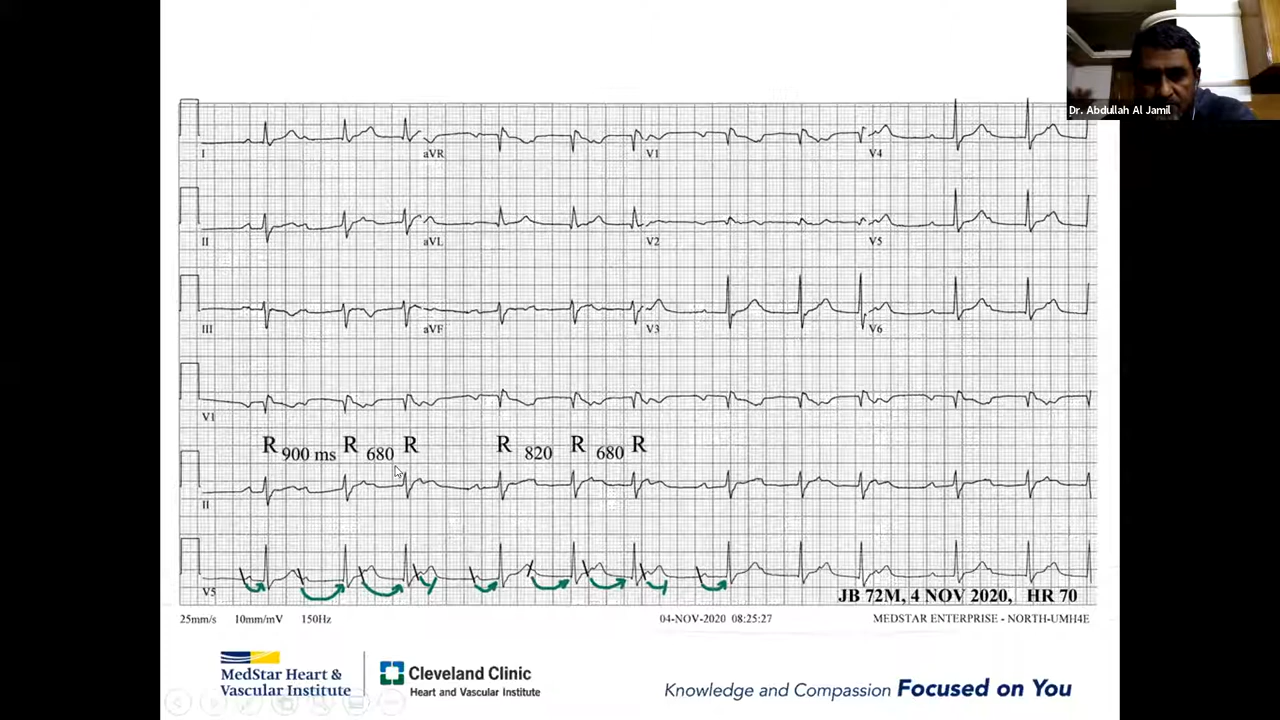 Dr. Abdullah Al Jamil
I aVR V1 V4
II aVL V2 V5
III aVF V3 V6
V1
R 900 ms R 680 R R 820 R 680 R
II
V5
JB 72M, 4 NOV 2020, HR 70
25mm/s 10mm/mV 150Hz 04-NOV-2020 08:25:27 MEDSTAR ENTERPRISE - NORTH-UMH4E
MedStar Heart &
Vascular Institute
Cleveland Clinic
Heart and Vascular Institute
Knowledge and Compassion Focused on You